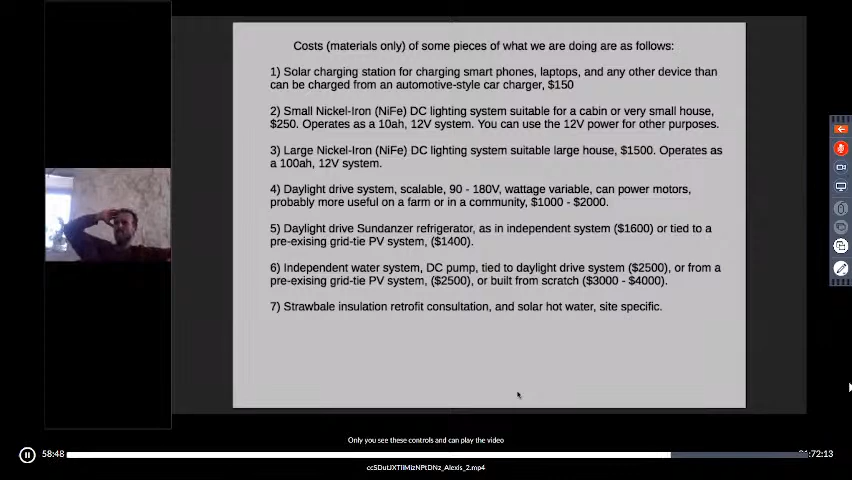 Costs (materials only) of some pieces of what we are doing are as follows:
1) Solar charging station for charging smart phones, laptops, and any other device than
can be charged from an automotive-style car charger, $150
2) Small Nickel-Iron (NiFe) DC lighting system suitable for a cabin or very small house,
$250. Operates as a 10ah, 12V system. You can use the 12V power for other purposes.
3) Large Nickel-Iron (NiFe) DC lighting system suitable large house, $1500. Operates as
a 100ah, 12V system.
4) Daylight drive system, scalable, 90 - 180V, wattage variable, can power motors,
probably more useful on a farm or in a community, $1000 - $2000.
5) Daylight drive Sundanzer refrigerator, as in independent system ($1600) or tied to a
pre-exising grid-tie PV system, ($1400).
6) Independent water system, DC pump, tied to daylight drive system ($2500), or from a
pre-existing grid-tie PV system, ($2500), or built from scratch ($3000 - $4000).
7) Strawbale insulation retrofit consultation, and solar hot water, site specific.
Only you see these controls and can play the video
58:48
72:13